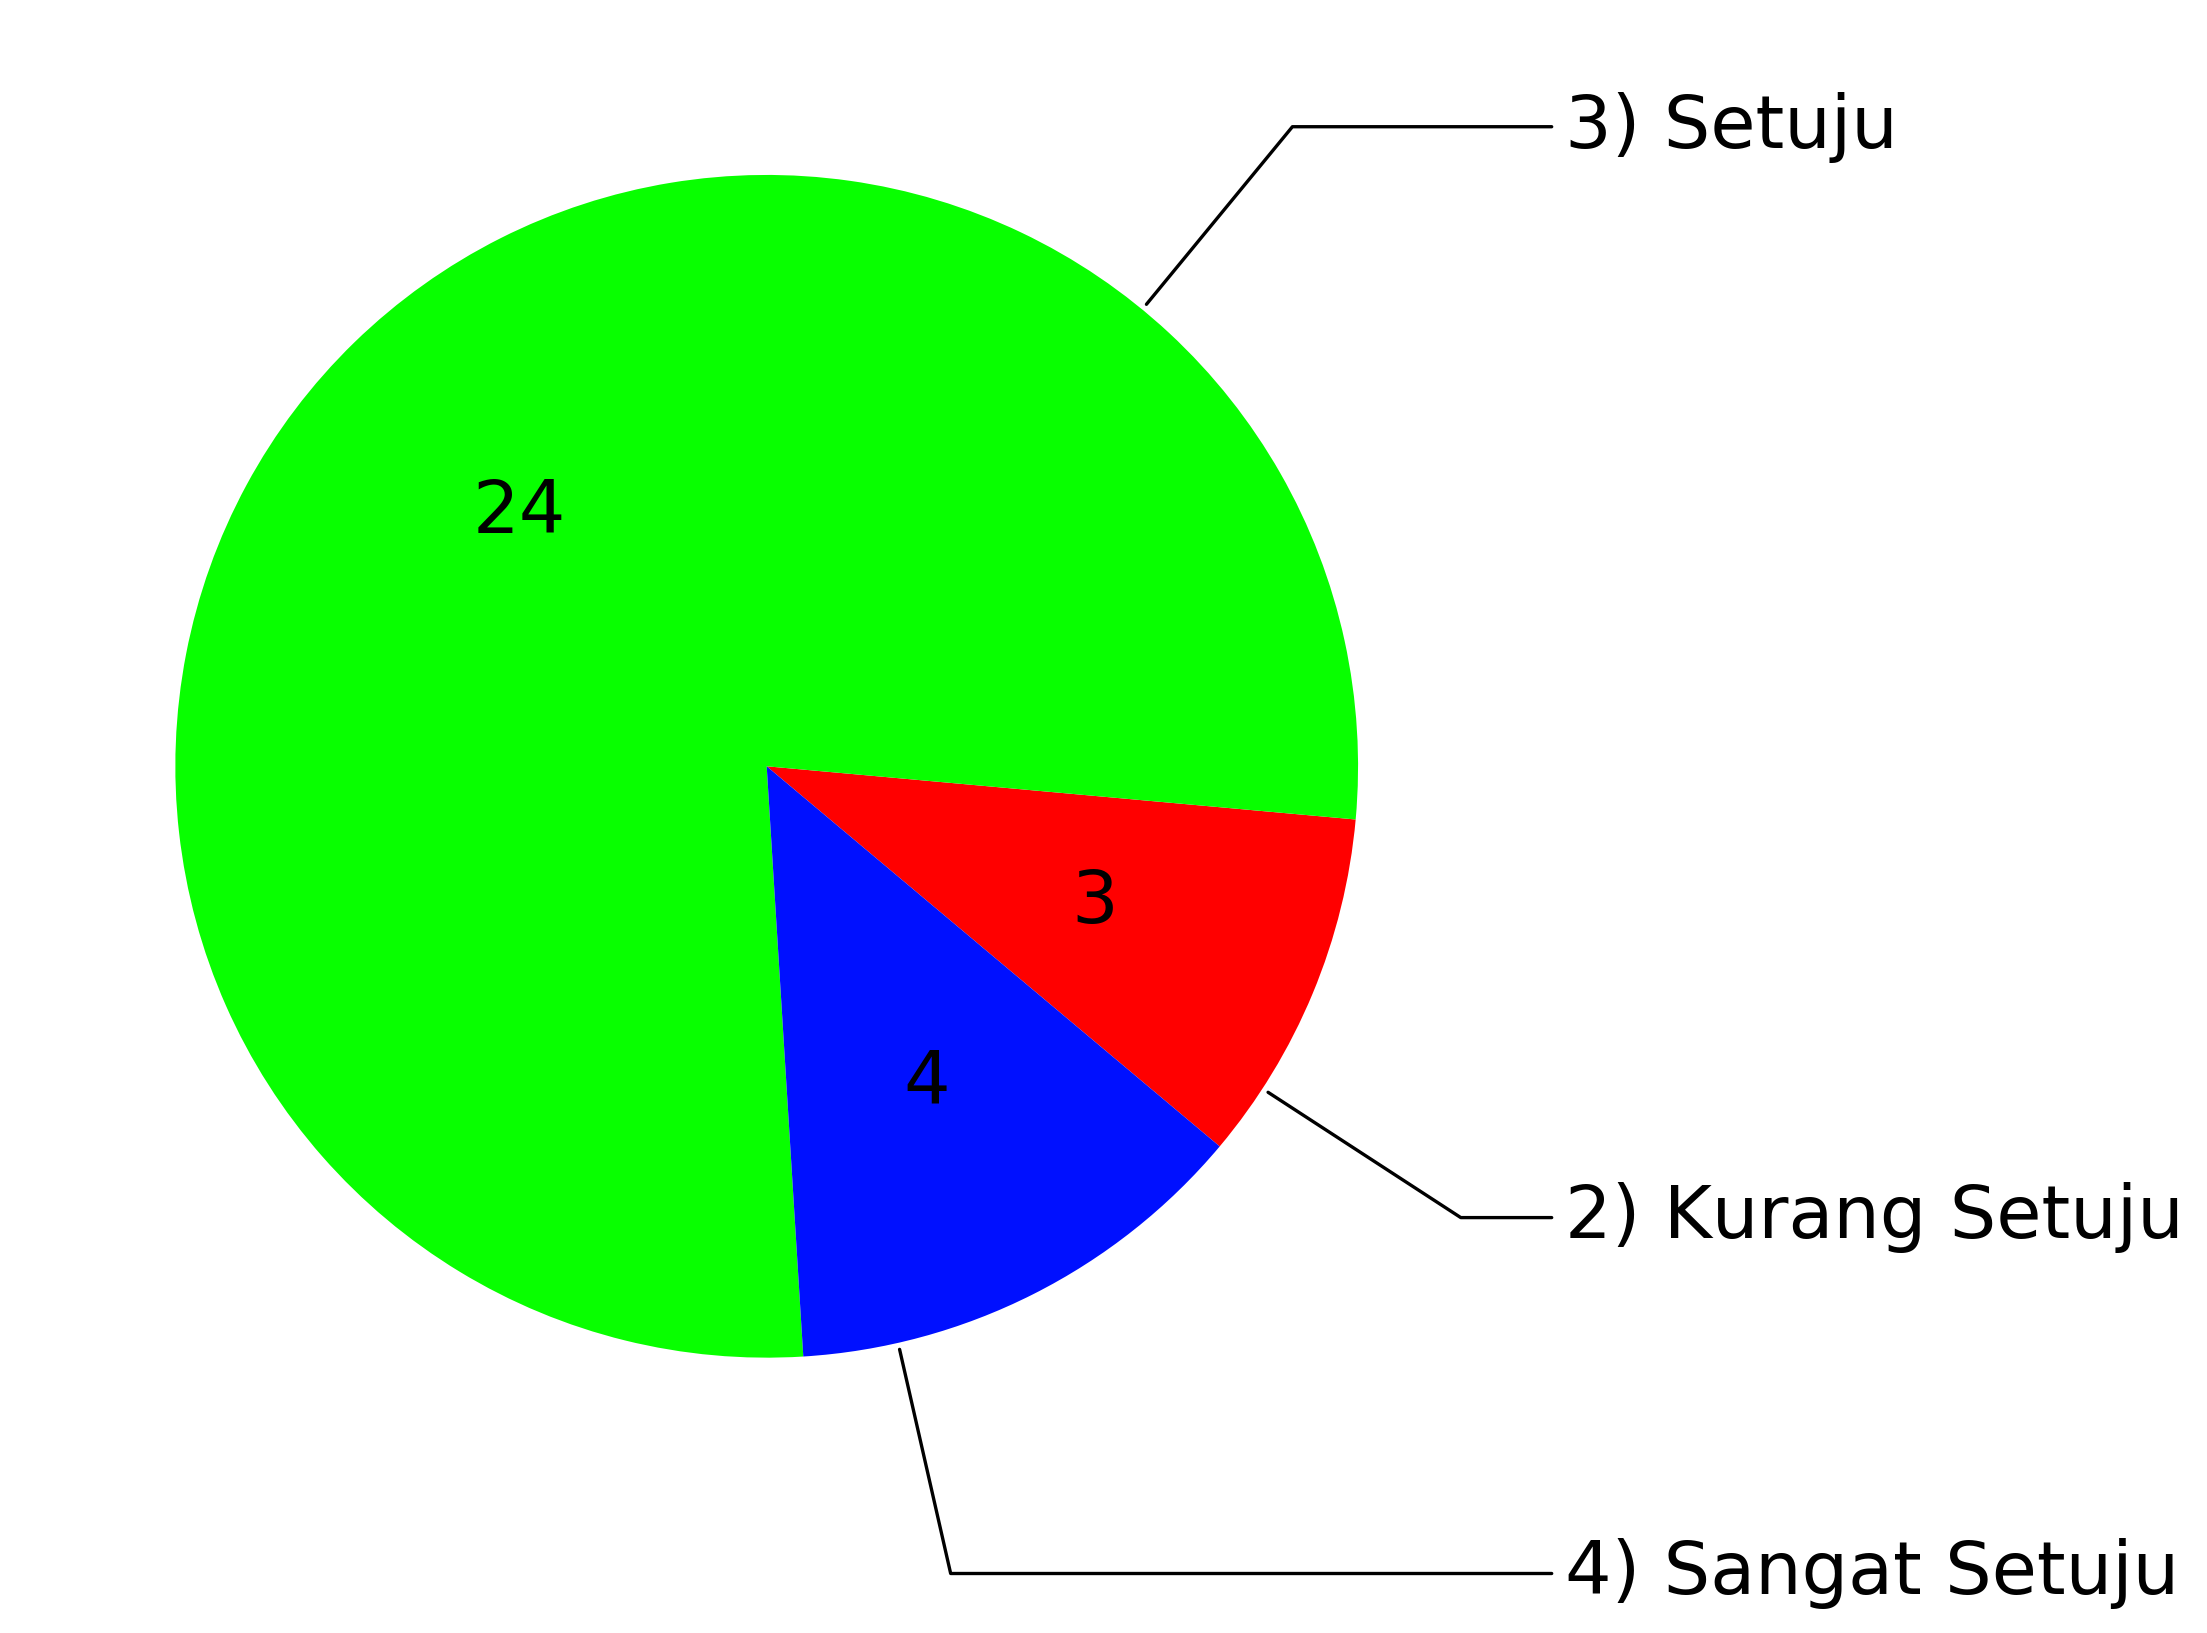 3) Setuju
24
3
4
2) Kurang Setuju
4) Sangat Setuju